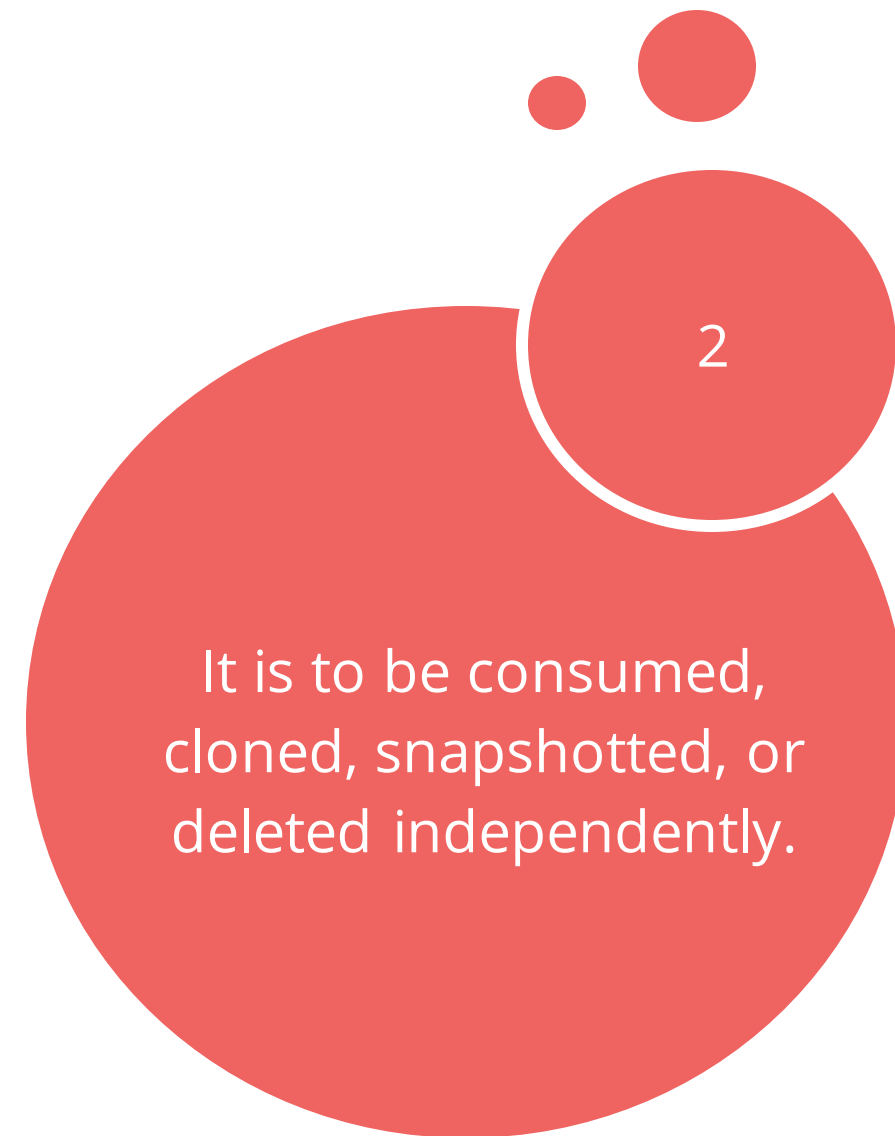 2
It is to be consumed,
cloned, snapshotted, or
deleted independently.